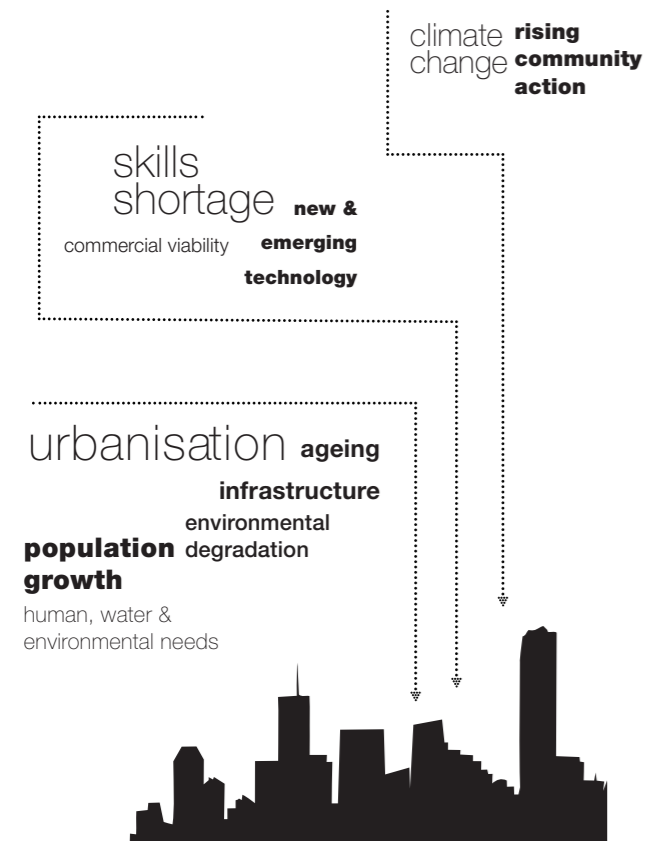 climate
change
rising
community
action
skills
shortage
commercial viability
new &
emerging
technology
urbanisation
ageing
infrastructure
environmental
degradation
population
growth
human, water &
environmental needs